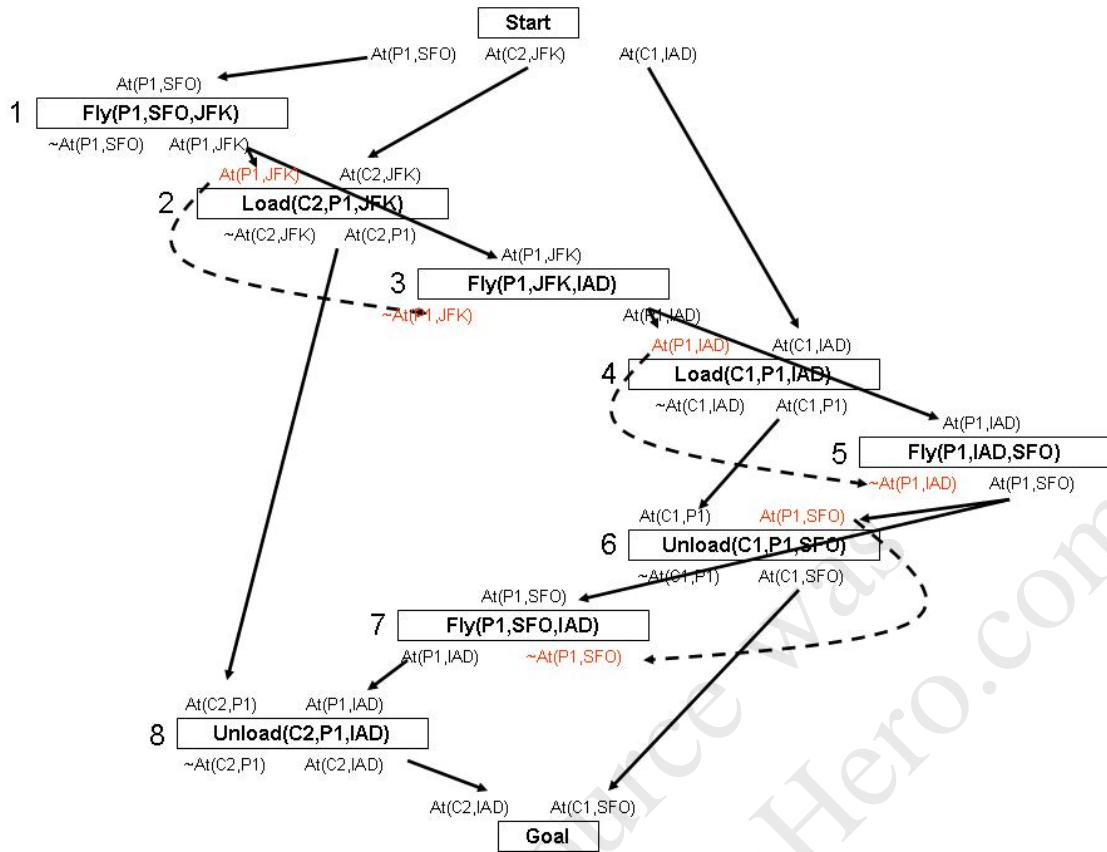 Start
At(P1,SFO) At(C2,JFK) At(C1,IAD)
At(P1,SFO)
1 Fly(P1,SFO,JFK)
~At(P1,SFO) At(P1,JFK)
At(P1,JFK) At(C2,JFK)
2 Load(C2,P1,JFK)
~At(C2,JFK) At(C2,P1)
At(P1,JFK)
3 Fly(P1,JFK,IAD)
~At(P1,JFK) At(P1,IAD)
At(P1,IAD) At(C1,IAD)
4 Load(C1,P1,IAD)
~At(C1,IAD) At(C1,P1)
At(P1,IAD)
5 Fly(P1,IAD,SFO)
~At(P1,IAD) At(P1,SFO)
At(C1,P1) At(P1,SFO)
6 Unload(C1,P1,SFO)
~At(C1,P1) At(C1,SFO)
At(P1,SFO)
7 Fly(P1,SFO,IAD)
At(P1,IAD) ~At(P1,SFO)
At(C2,P1) At(P1,IAD)
8 Unload(C2,P1,IAD)
~At(C2,P1) At(C2,IAD)
At(C2,IAD) At(C1,SFO)
Goal
ource was
Hero.com